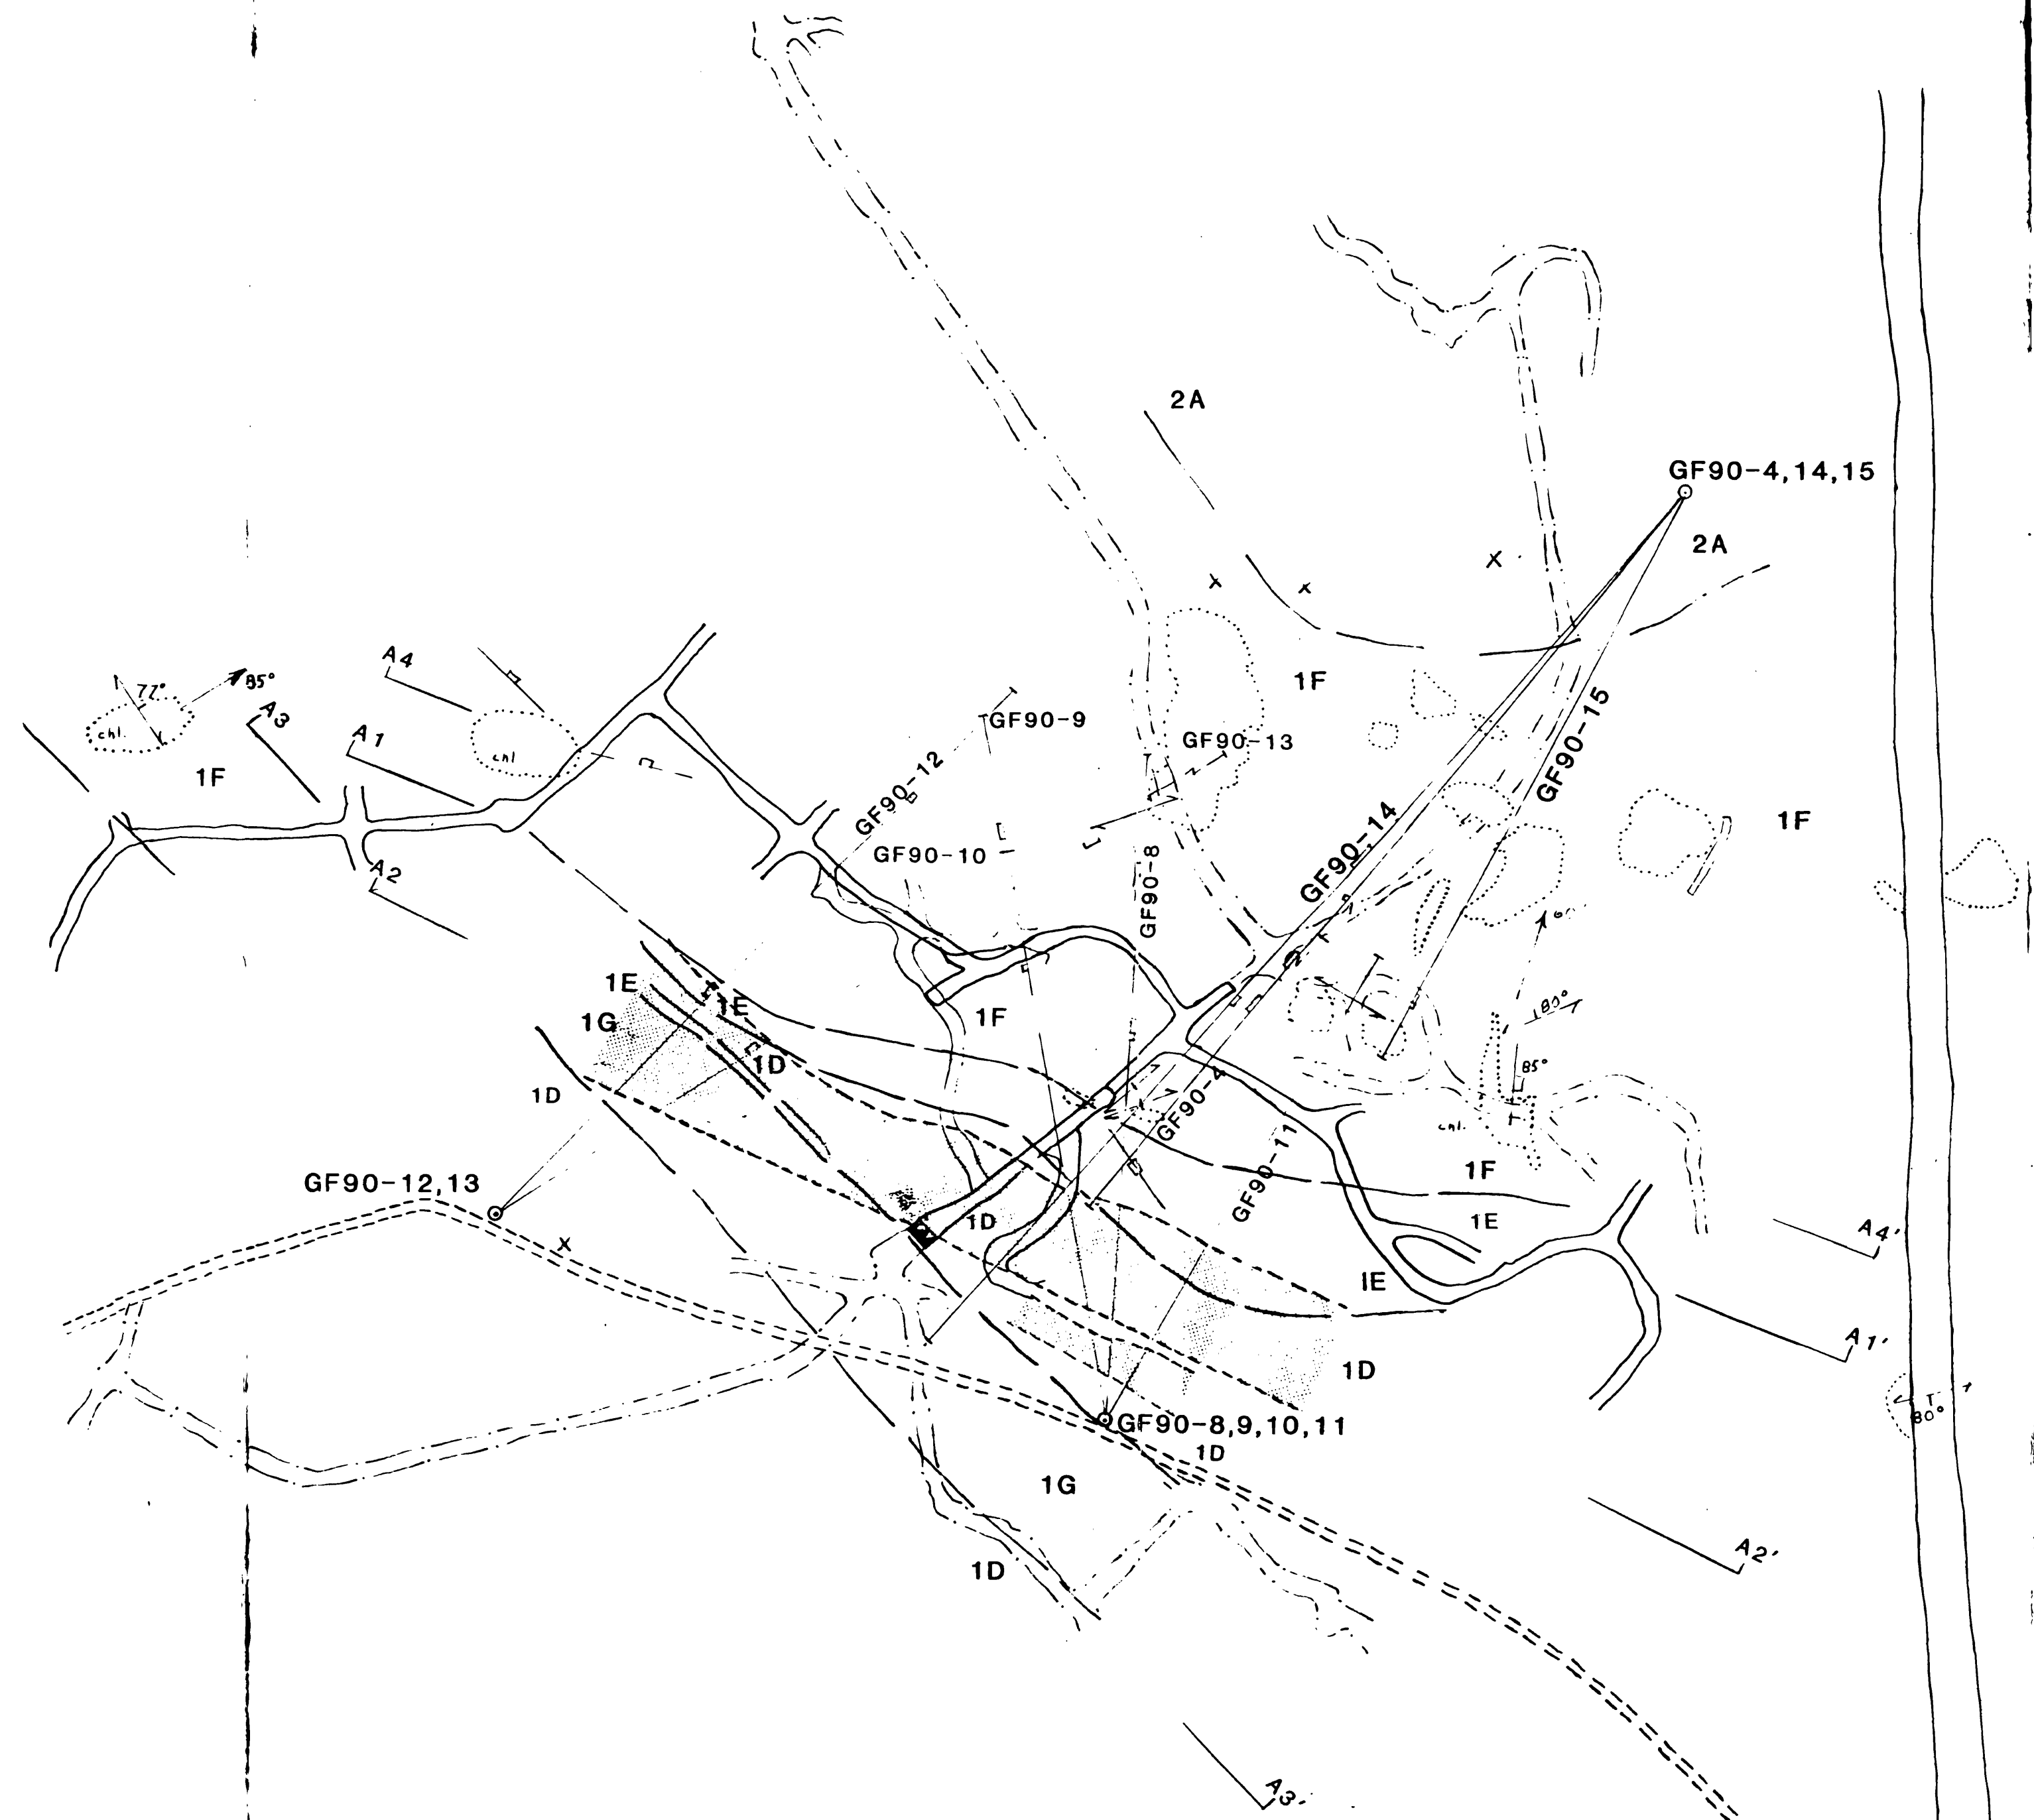 2A
GF90-4,14,15
2A
X
X
X
A4
77°
85°
chl.
A3
A1
chl
1F
1F
GF90-9
GF90-13
GF90-12
GF90-15
GF90-10
GF90-8
GF90-14
1F
A2
1E
1E
1G
1F
80°
1D
1D
85°
GF90-4
chl.
GF90-11
1F
GF90-12,13
1D
1E
X
A4'
IE
A1'
1D
80°
GF90-8,9,10,11
1D
1G
A2'
1D
A3'